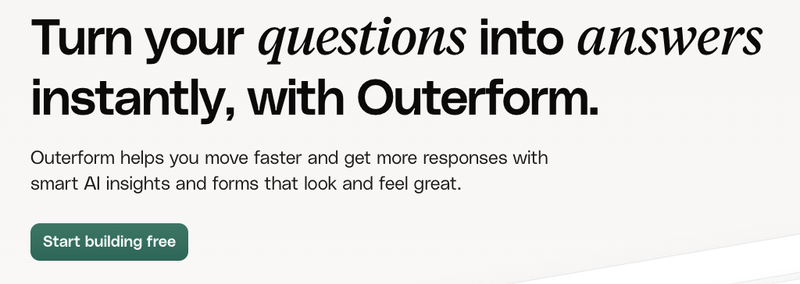 Turn your questions into answers
instantly, with Outerform.
Outerform helps you move faster and get more responses with
smart AI insights and forms that look and feel great.
Start building free